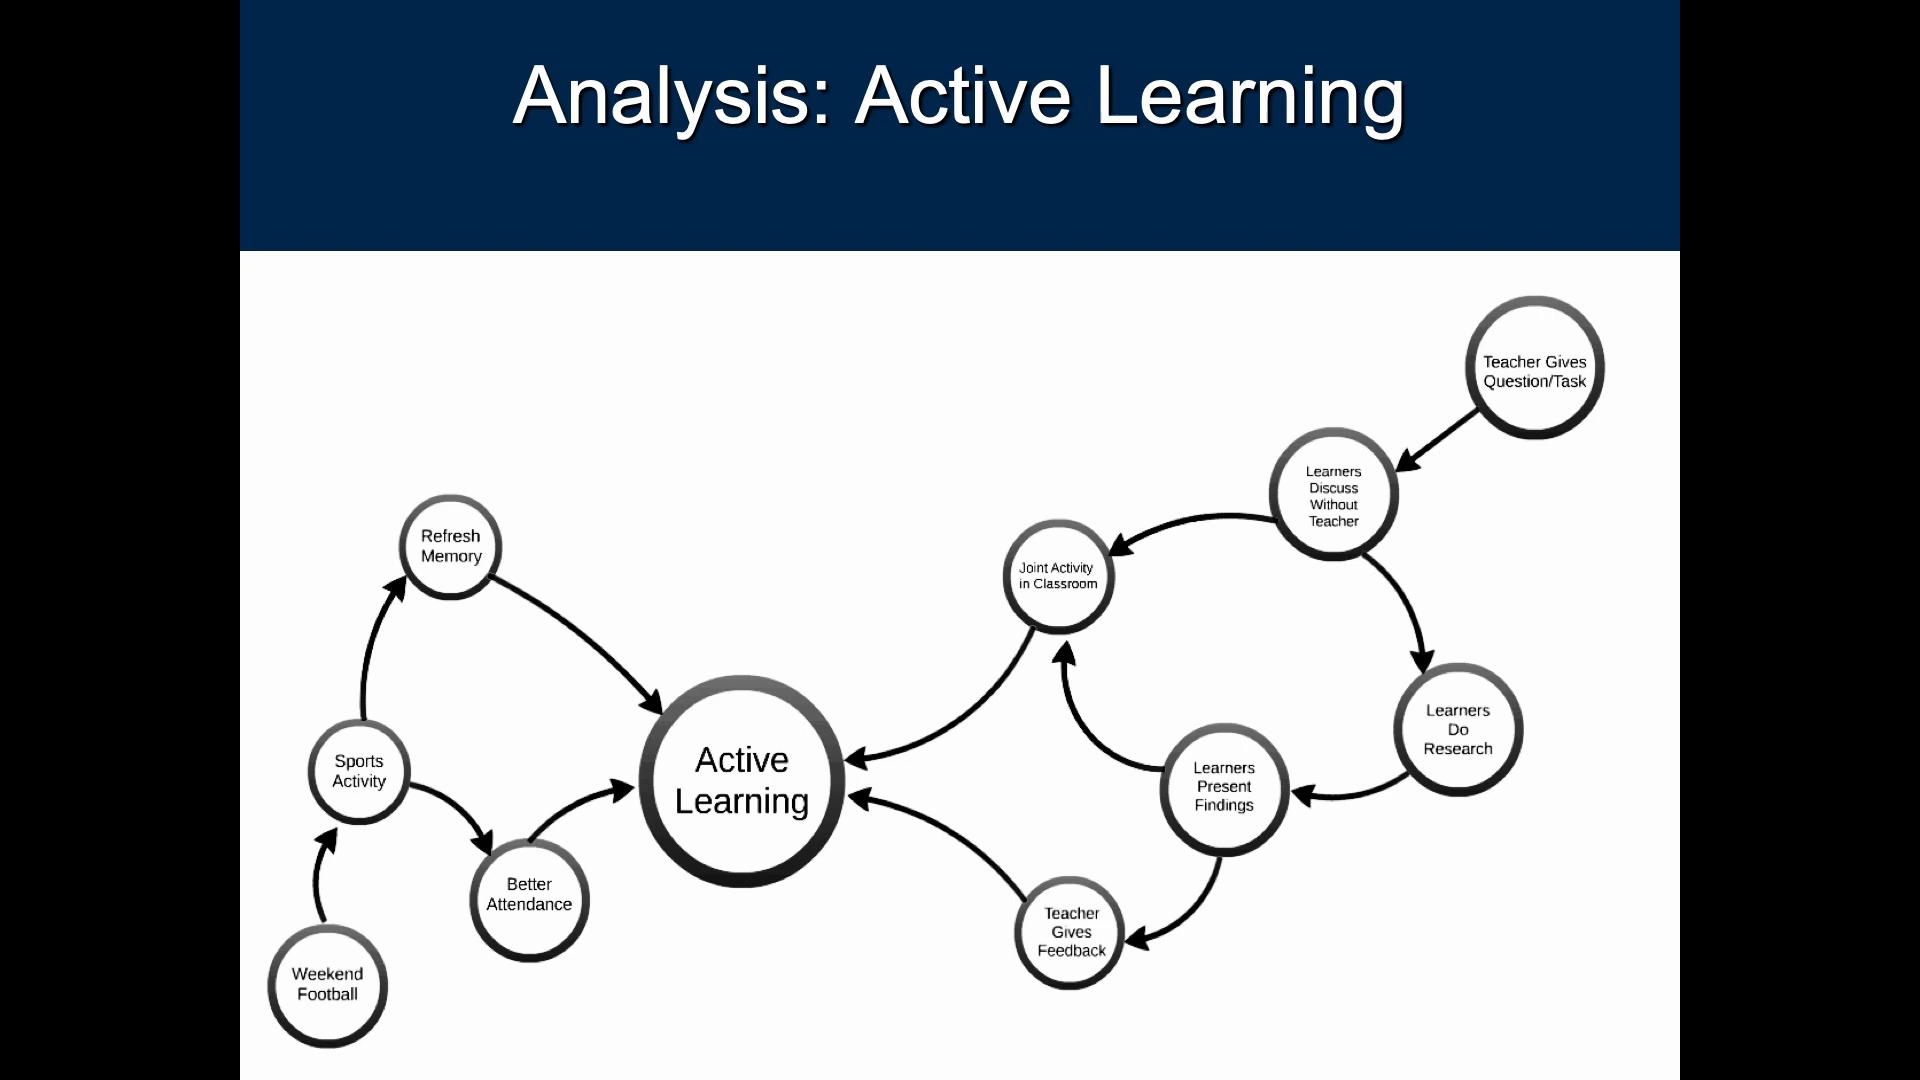 Analysis: Active Learning
Teacher Gives
Question/Task
Learners
Discuss
Without
Teacher
Refresh
Memory
Joint Activity
in Classroom
Learners
Do
Research
Sports
Activity
Active
Learning
Learners
Present
Findings
Better
Attendance
Teacher
Gives
Feedback
Weekend
Football